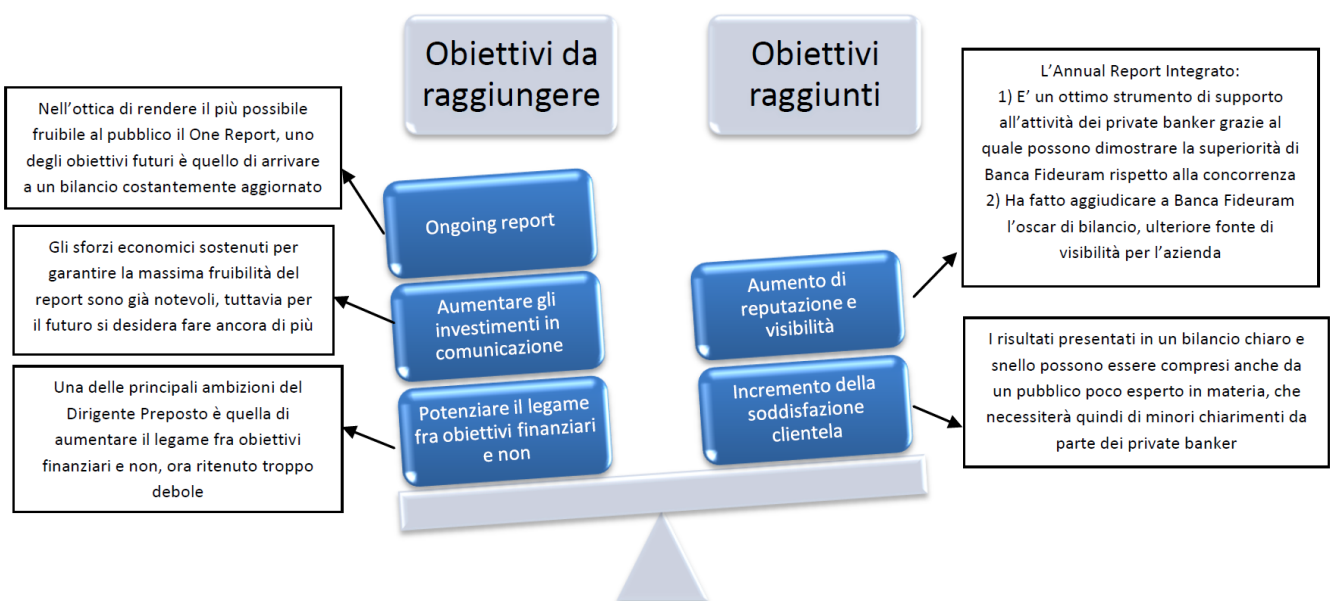 Obiettivi da
raggiungere
Nell’ottica di rendere il più possibile
fruibile al pubblico il One Report, uno
degli obiettivi futuri è quello di arrivare
a un bilancio costantemente aggiornato
Ongoing report
Gli sforzi economici sostenuti per
garantire la massima fruibilità del
report sono già notevoli, tuttavia per
il futuro si desidera fare ancora di più
Aumentare gli
investimenti in
comunicazione
Una delle principali ambizioni del
Dirigente Preposto è quella di
aumentare il legame fra obiettivi
finanziari e non, ora ritenuto troppo
debole
Potenziare il legame
fra obiettivi finanziari
e non
Obiettivi
raggiunti
Aumento di
reputazione e
visibilità
L’Annual Report Integrato:
1) E’ un ottimo strumento di supporto
all’attività dei private banker grazie al
quale possono dimostrare la superiorità di
Banca Fideuram rispetto alla concorrenza
2) Ha fatto aggiudicare a Banca Fideuram
l’oscar di bilancio, ulteriore fonte di
visibilità per l’azienda
Incremento della
soddisfazione
clientela
I risultati presentati in un bilancio chiaro e
snello possono essere compresi anche da
un pubblico poco esperto in materia, che
necessiterà quindi di minori chiarimenti da
parte dei private banker